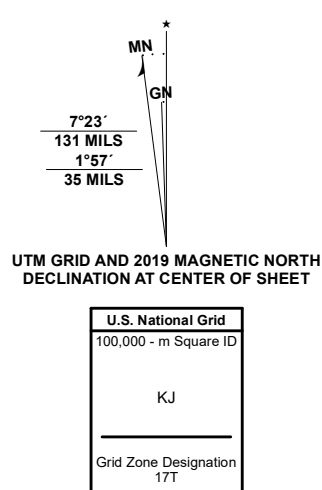 MN
GN
7°23´
131 MILS
1°57´
35 MILS
UTM GRID AND 2019 MAGNETIC NORTH
DECLINATION AT CENTER OF SHEET
U.S. National Grid
100,000 - m Square ID
KJ
Grid Zone Designation
17T